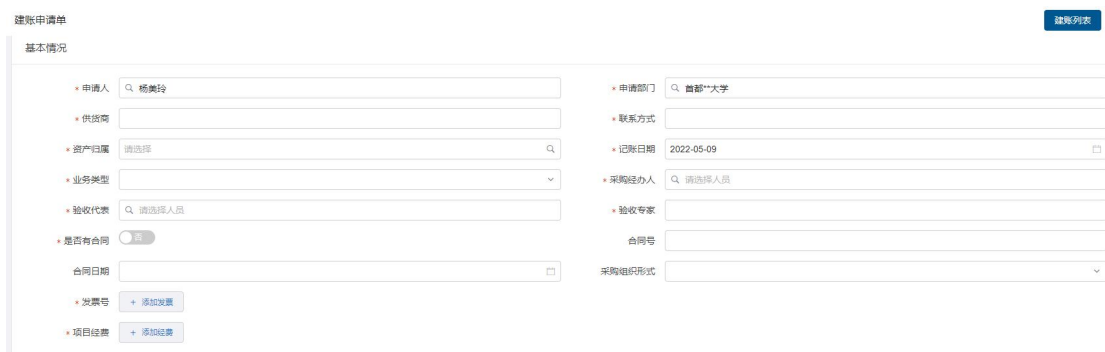 建账申请单 建账列表
基本情况
* 申请人 杨美玲 * 申请部门 首都**大学
* 供货商 * 联系方式
* 资产归属 请选择 * 记账日期 2022-05-09
* 业务类型 * 采购经办人 请选择人员
* 验收代表 请选择人员 * 验收专家
* 是否有合同 否 合同号
合同日期 采购组织形式
* 发票号 + 添加发票
* 项目经费 + 添加经费